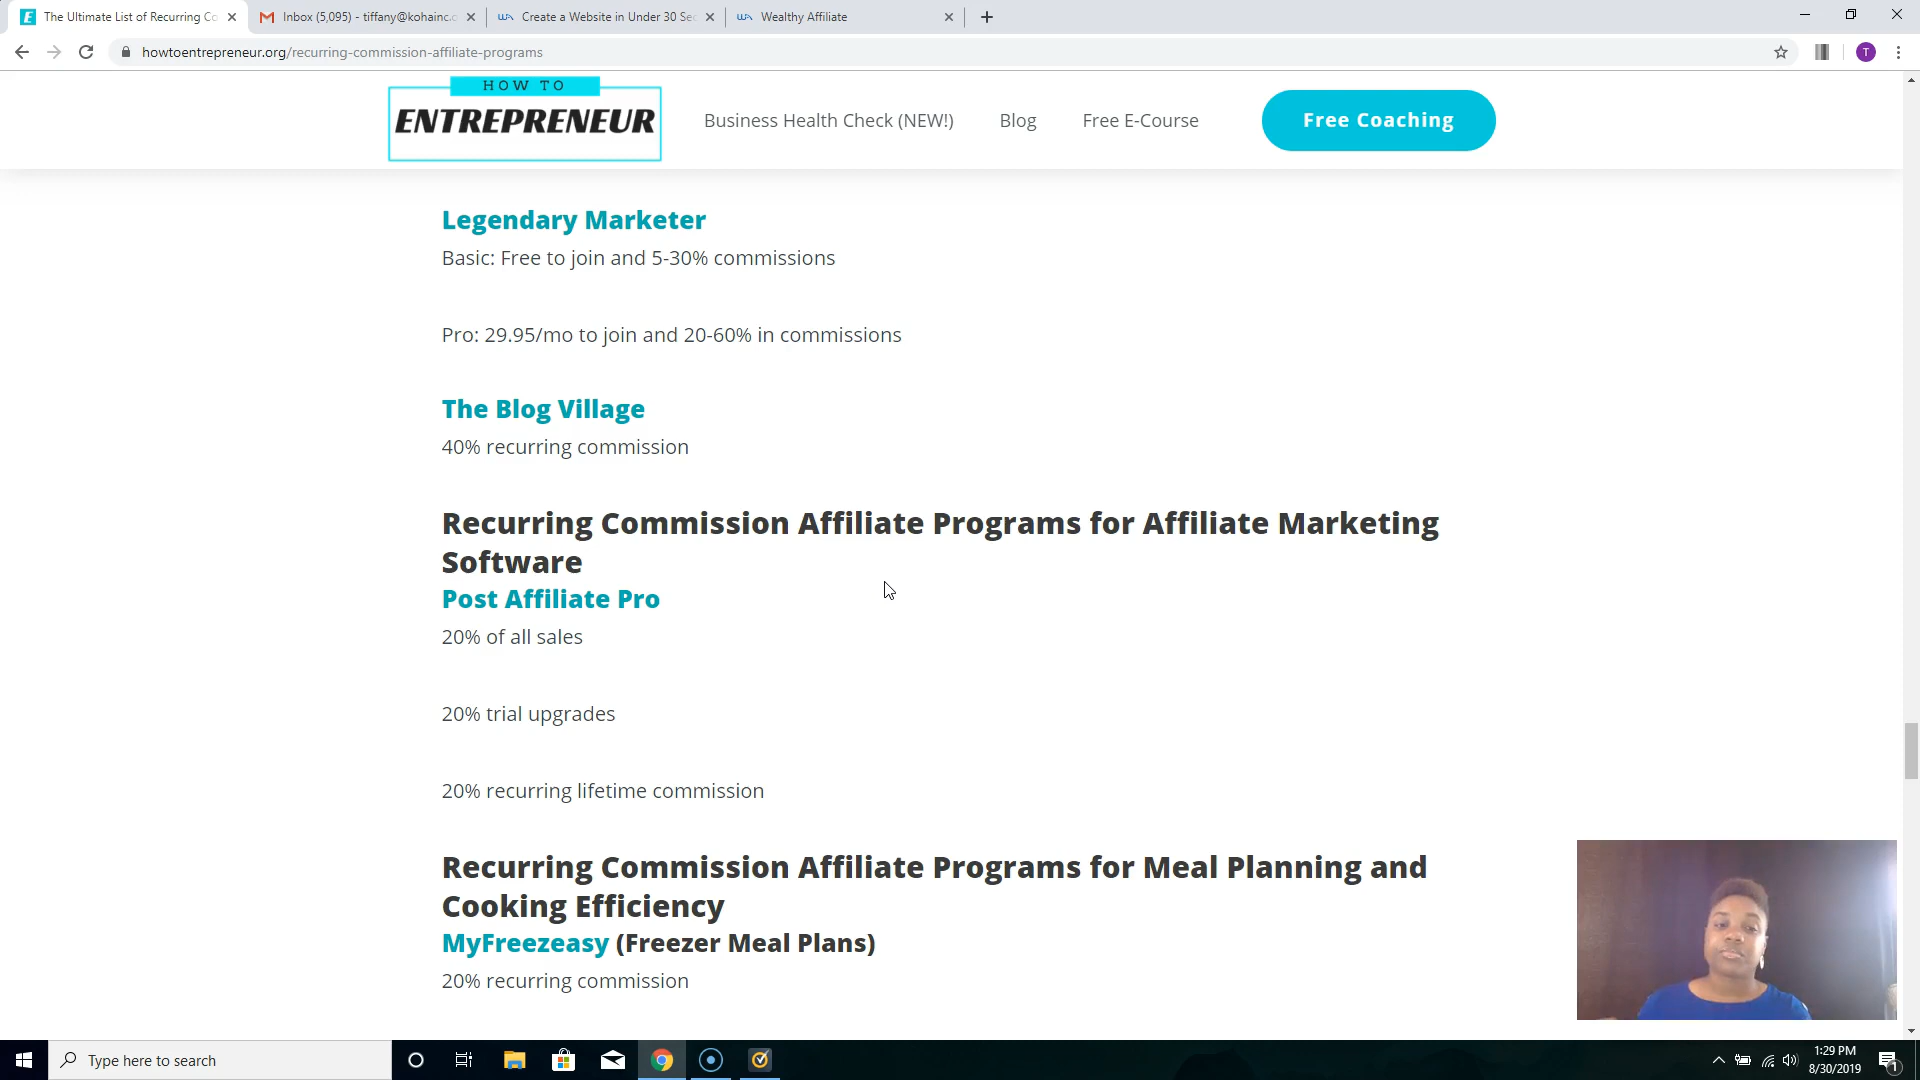 The Ultimate List of Recurring Co
Inbox (5,095) - tiffany@kohainc.c
Create a Website in Under 30 Sec
Wealthy Affiliate
howtoentrepreneur.org/recurring-commission-affiliate-programs
T
HOW TO
ENTREPRENEUR
Business Health Check (NEW!)
Blog
Free E-Course
Free Coaching
Legendary Marketer
Basic: Free to join and 5-30% commissions
Pro: 29.95/mo to join and 20-60% in commissions
The Blog Village
40% recurring commission
Recurring Commission Affiliate Programs for Affiliate Marketing
Software
Post Affiliate Pro
20% of all sales
20% trial upgrades
20% recurring lifetime commission
Recurring Commission Affiliate Programs for Meal Planning and
Cooking Efficiency
MyFreezeasy (Freezer Meal Plans)
20% recurring commission
Type here to search
1:29 PM
8/30/2019
1